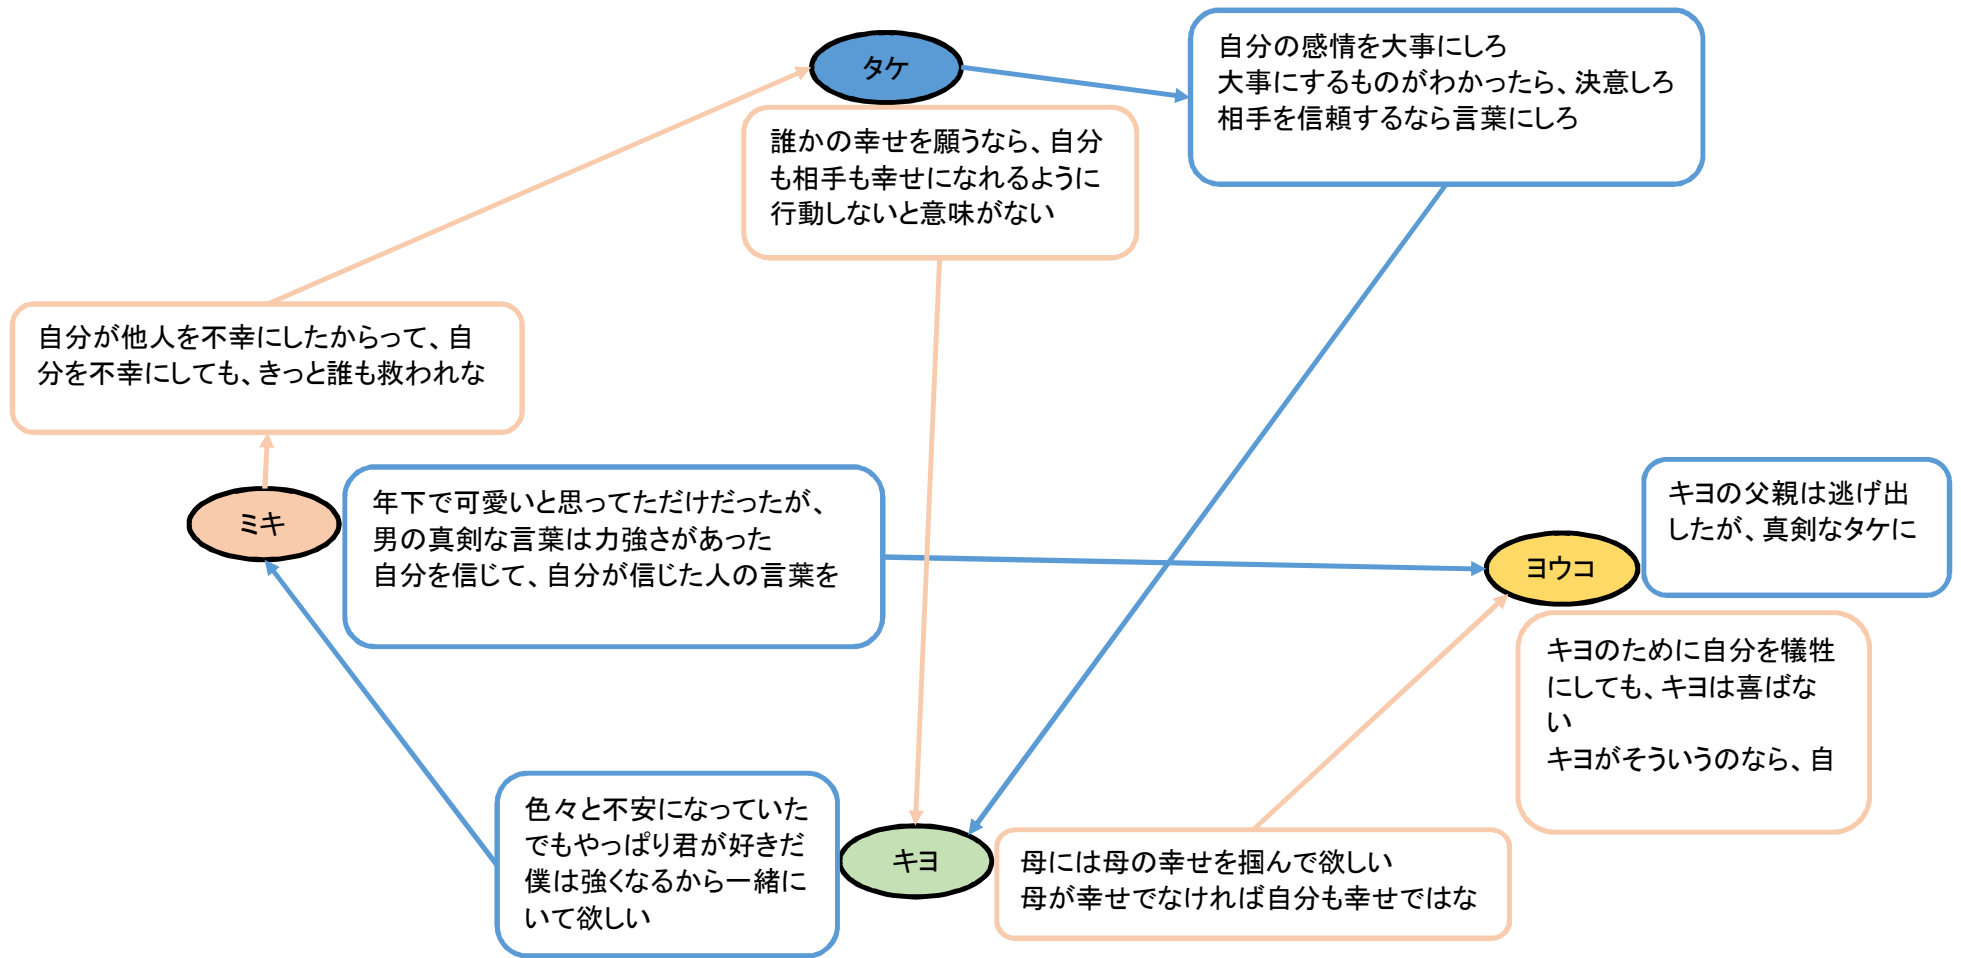 タケ
自分の感情を大事にしろ
大事にするものがわかったら、決意しろ
相手を信頼するなら言葉にしろ
誰かの幸せを願うなら、自分
も相手も幸せになれるように
行動しないと意味がない
自分が他人を不幸にしたからって、自
分を不幸にしても、きっと誰も救われな
ミキ
年下で可愛いと思ってただけだったが、
男の真剣な言葉は力強さがあった
自分を信じて、自分が信じた人の言葉を
ヨウコ
キヨの父親は逃げ出
したが、真剣なタケに
キヨのために自分を犠牲
にしても、キヨは喜ばな
い
キヨがそういうのなら、自
色々と不安になっていた
でもやっぱり君が好きだ
僕は強くなるから一緒に
いて欲しい
キヨ
母には母の幸せを掴んで欲しい
母が幸せでなければ自分も幸せではな